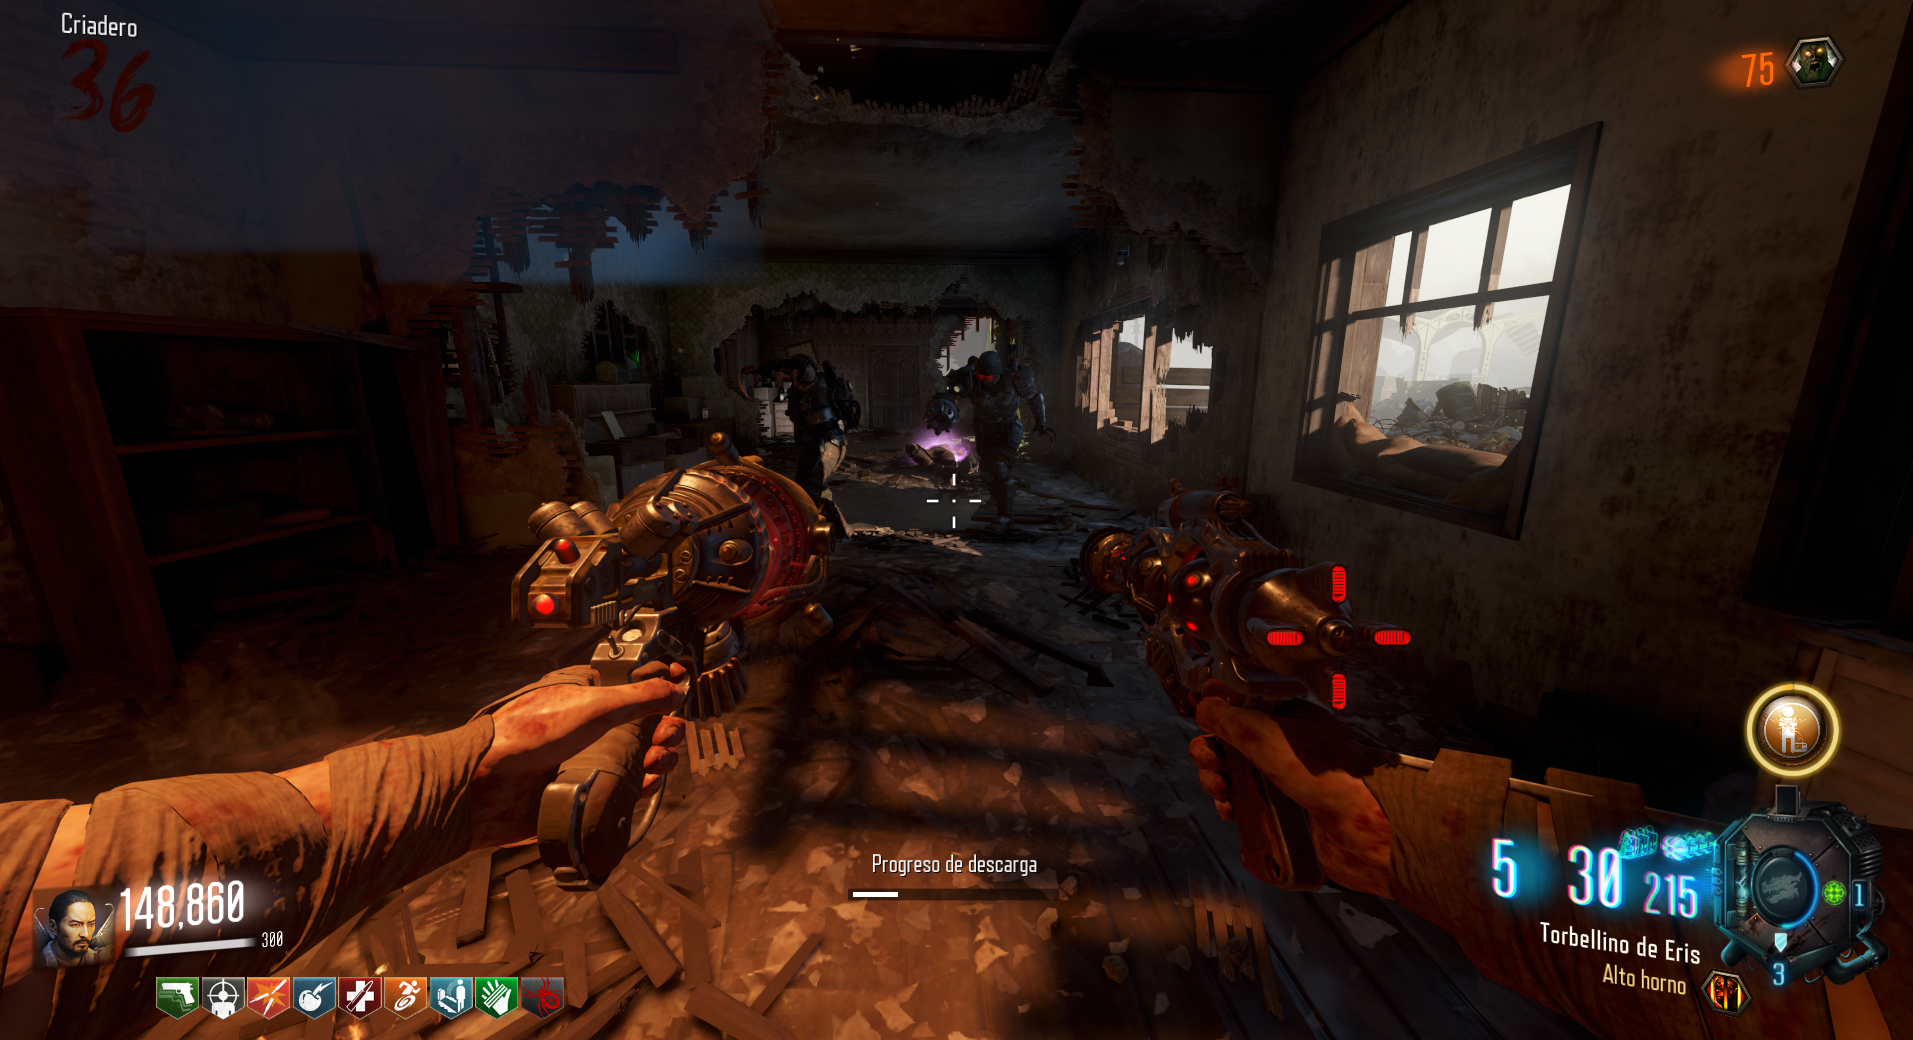 Criadero
36
75
Progreso de descarga
148,860
300
5 30 215
1
Torbellino de Eris
Alto horno
3